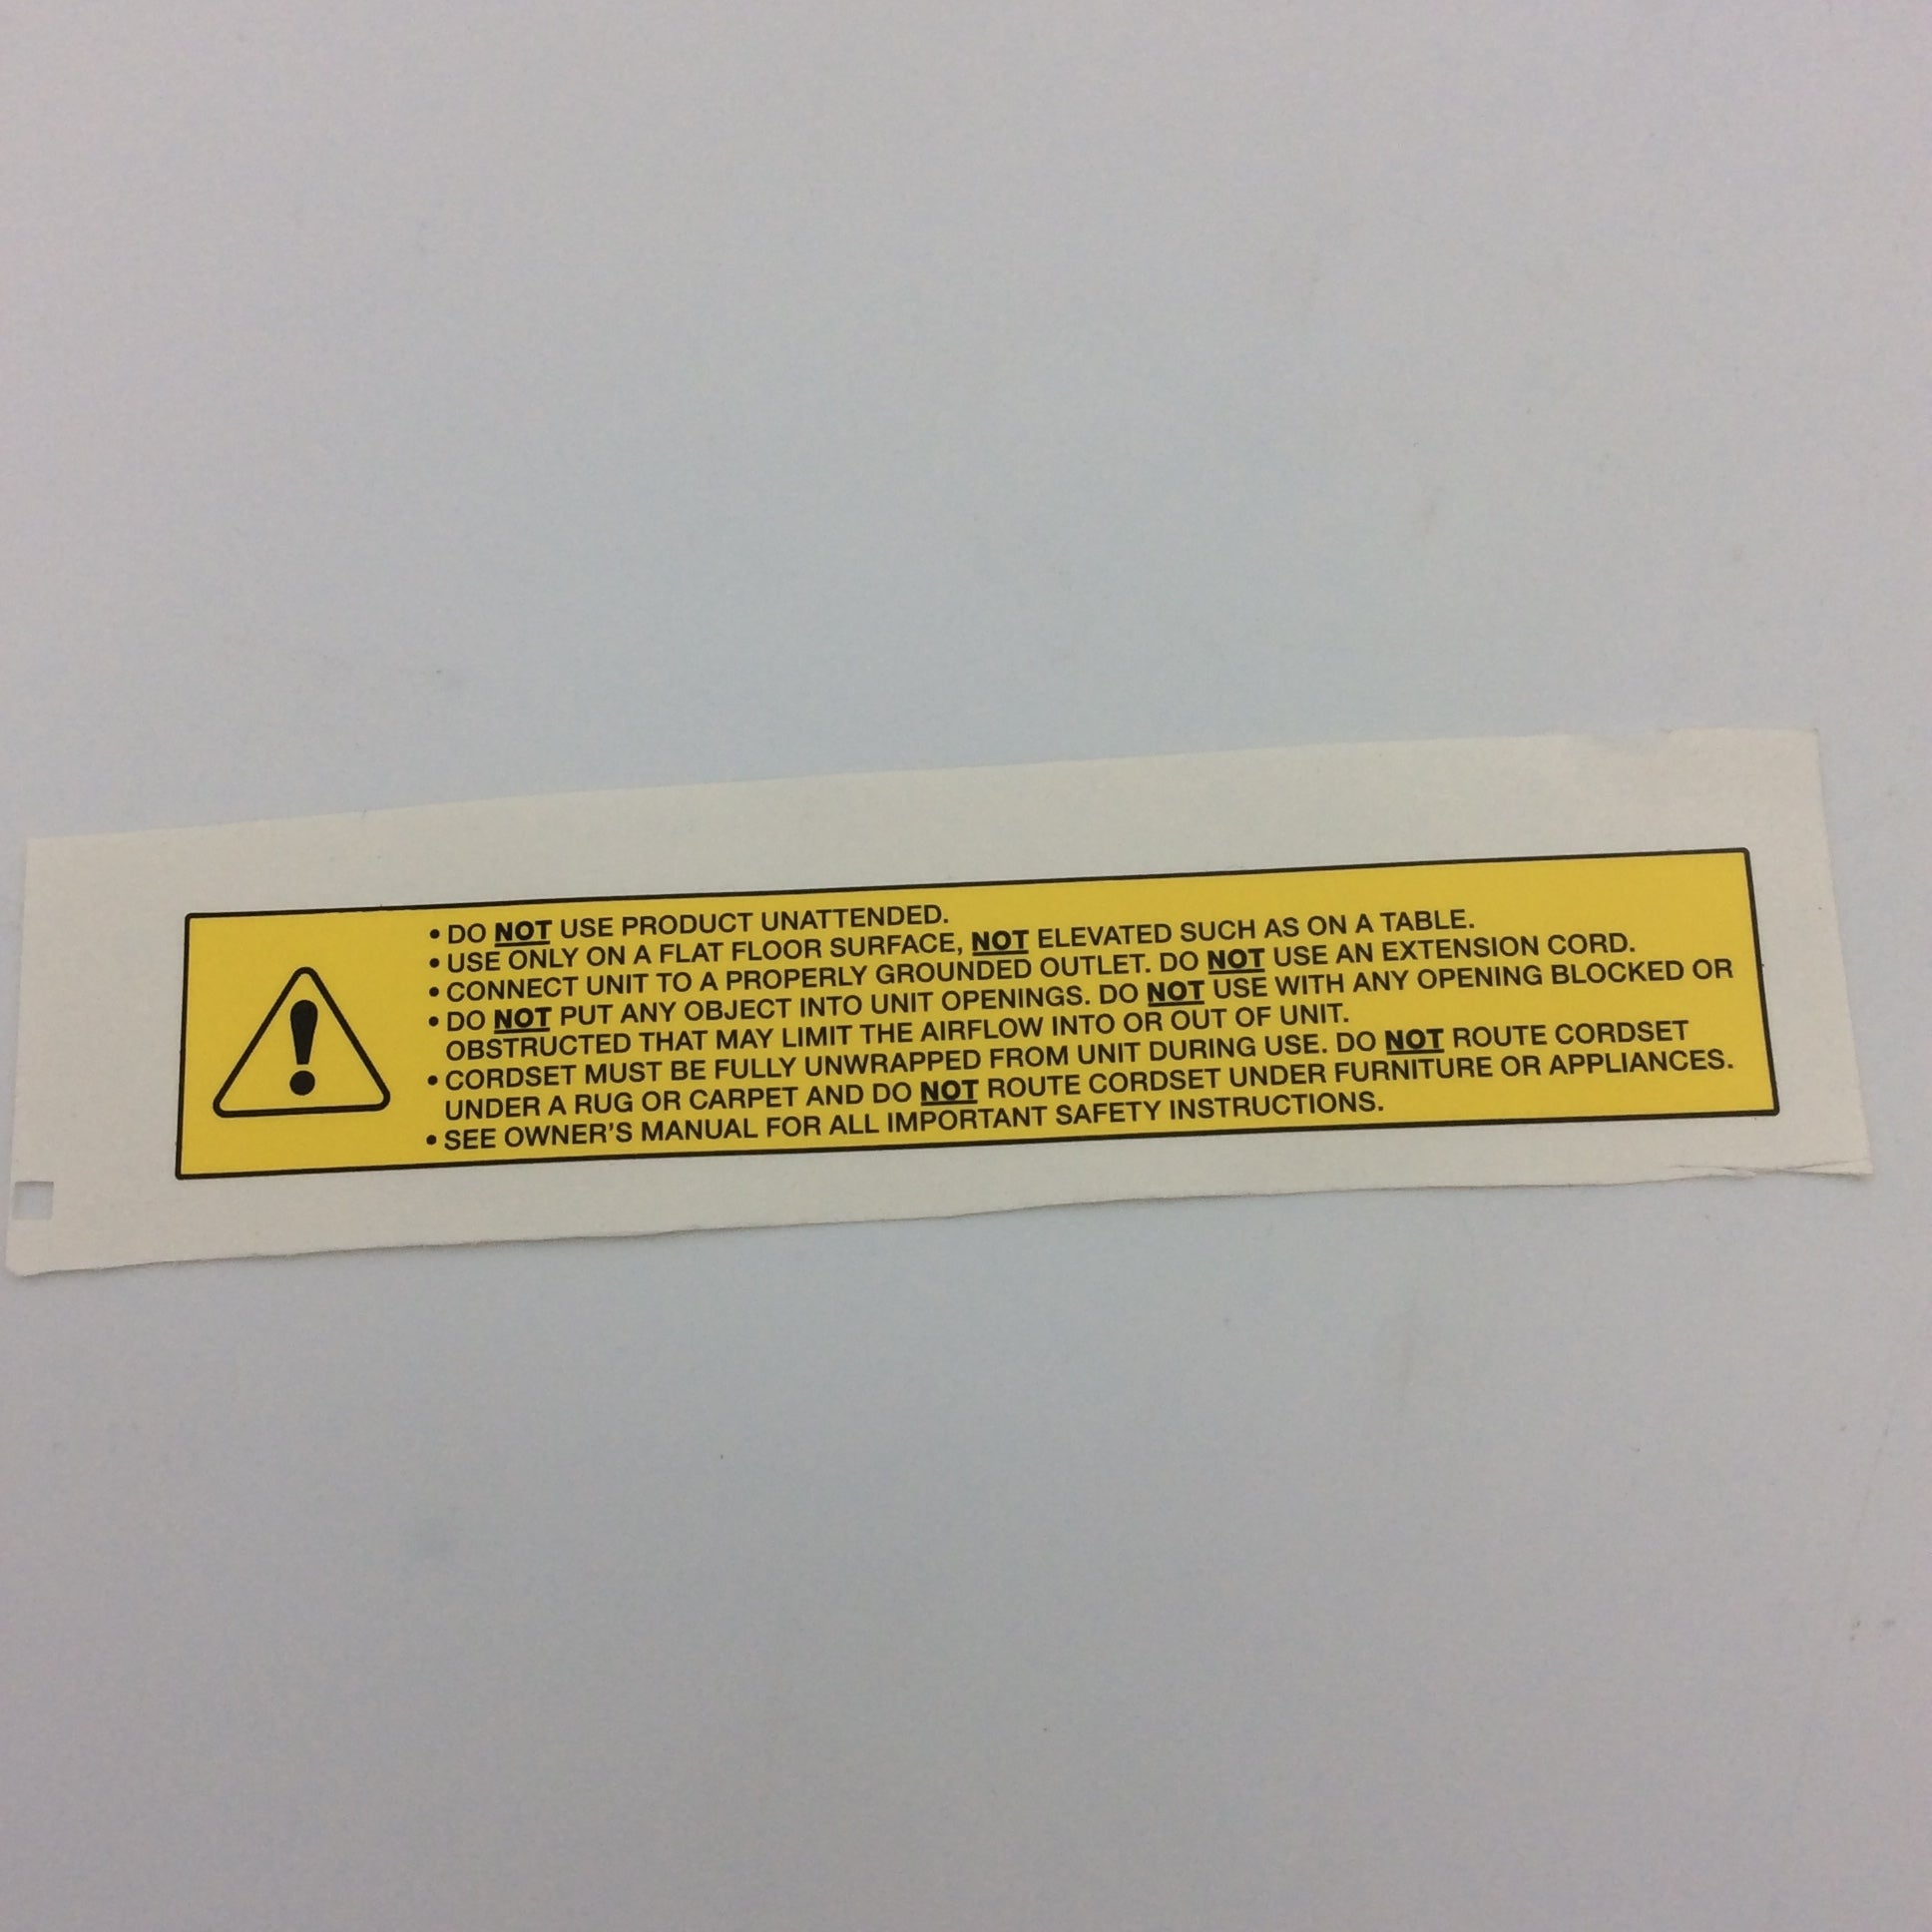 • DO NOT USE PRODUCT UNATTENDED.
• USE ONLY ON A FLAT FLOOR SURFACE, NOT ELEVATED SUCH AS ON A TABLE.
• CONNECT UNIT TO A PROPERLY GROUNDED OUTLET. DO NOT USE AN EXTENSION CORD.
• DO NOT PUT ANY OBJECT INTO UNIT OPENINGS. DO NOT USE WITH ANY OPENING BLOCKED OR
OBSTRUCTED THAT MAY LIMIT THE AIRFLOW INTO OR OUT OF UNIT.
• CORDSET MUST BE FULLY UNWRAPPED FROM UNIT DURING USE. DO NOT ROUTE CORDSET
UNDER A RUG OR CARPET AND DO NOT ROUTE CORDSET UNDER FURNITURE OR APPLIANCES.
• SEE OWNER'S MANUAL FOR ALL IMPORTANT SAFETY INSTRUCTIONS.